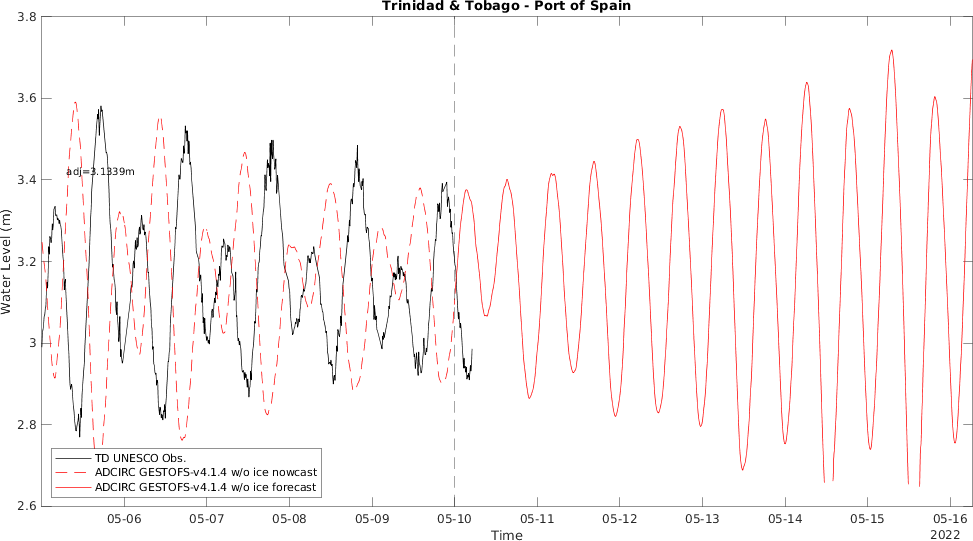 Trinidad & Tobago - Port of Spain
3.8
3.6
3.4
3.2
3
2.8
2.6
Water Level (m)
adj=3.1339m
TD UNESCO Obs.
ADCIRC GESTOFS-v4.1.4 w/o ice nowcast
ADCIRC GESTOFS-v4.1.4 w/o ice forecast
05-06 05-07 05-08 05-09 05-10 05-11 05-12 05-13 05-14 05-15 05-16
Time
2022